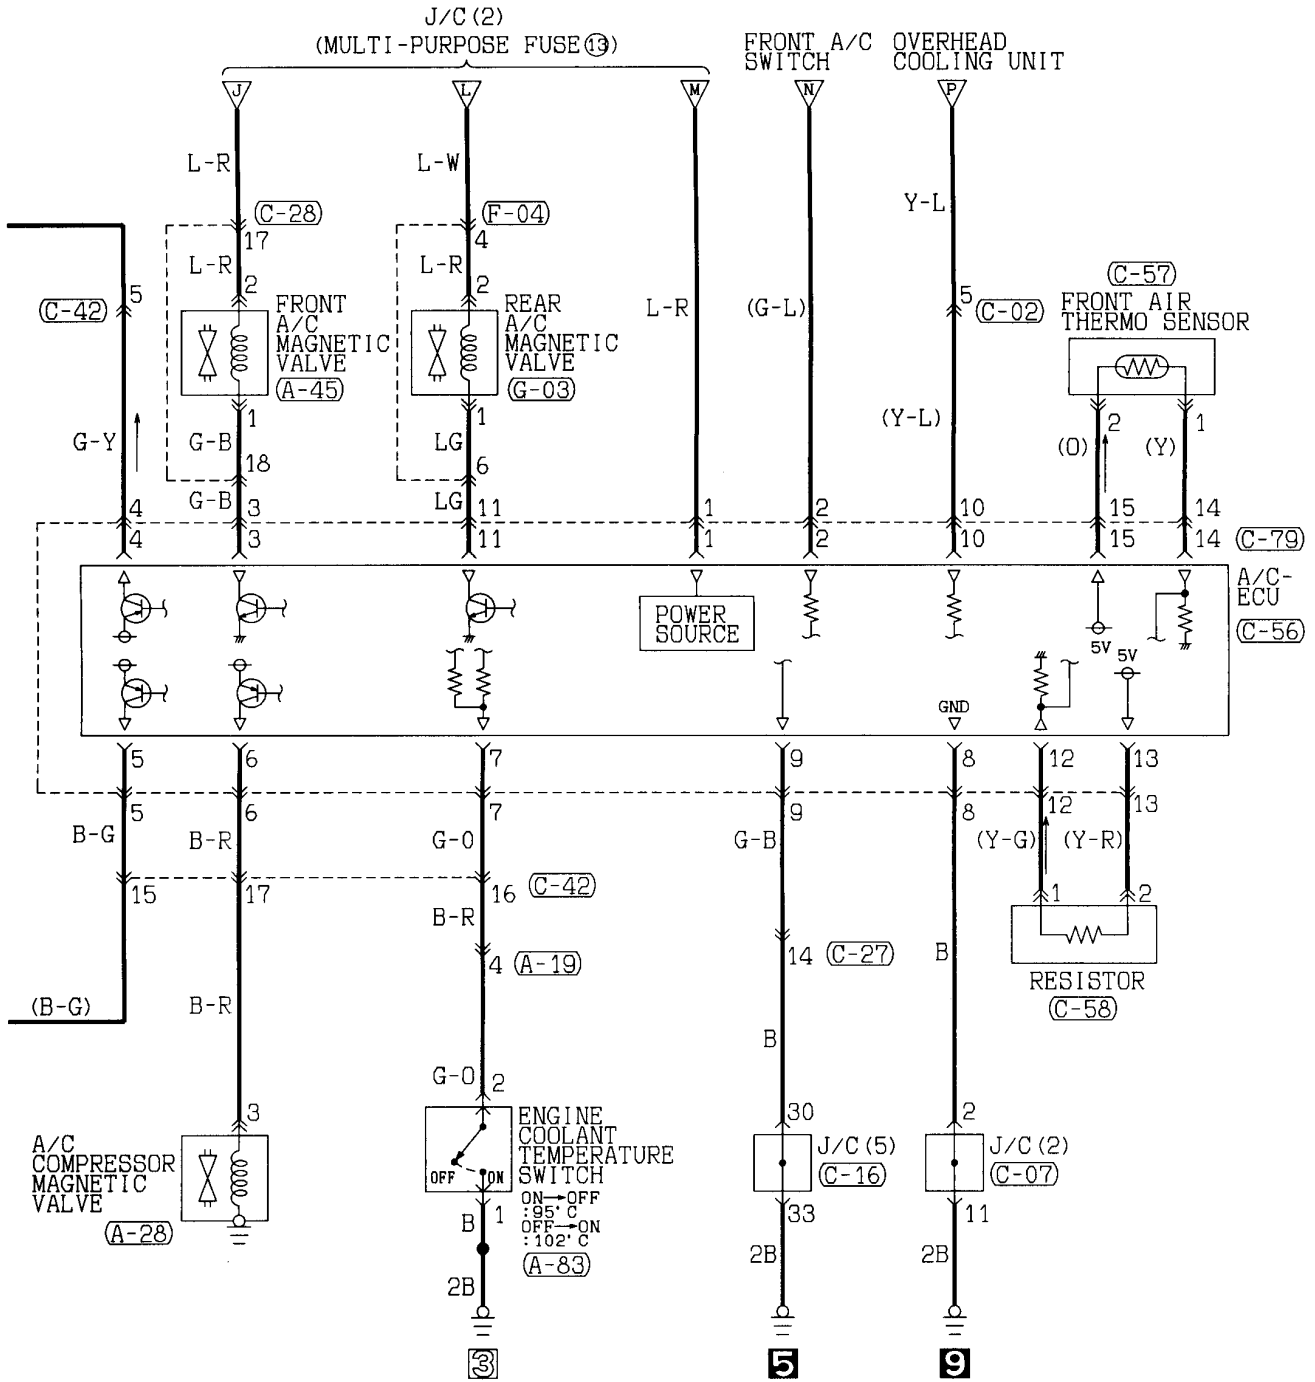 J/C(2)
(MULTI-PURPOSE FUSE⑬)
FRONT A/C
SWITCH
OVERHEAD
COOLING UNIT
J
L
M
N
P
L-R
L-W
C-28
F-04
Y-L
17
4
L-R
L-R
C-57
5
2
2
5
C-42
FRONT
A/C
MAGNETIC
VALVE
A-45
REAR
A/C
MAGNETIC
VALVE
G-03
L-R
(G-L)
C-02
FRONT AIR
THERMO SENSOR
1
1
(Y-L)
2
1
G-Y
G-B
LG
(O)
(Y)
18
6
G-B
LG
4
3
11
1
2
10
15
14
4
3
11
1
2
10
15
14
C-79
A/C-
ECU
C-56
POWER
SOURCE
5V
5V
GND
5
6
7
9
8
12
13
5
6
7
9
8
12
13
B-G
B-R
G-O
G-B
(Y-G)
(Y-R)
15
17
16
C-42
1
2
B-R
4
A-19
14
C-27
B
RESISTOR
C-58
(B-G)
B-R
B
G-O
2
3
30
2
A/C
COMPRESSOR
MAGNETIC
VALVE
A-28
OFF
ON
ENGINE
COOLANT
TEMPERATURE
SWITCH
ON→OFF
:95°C
OFF→ON
:102°C
A-83
J/C(5)
C-16
J/C(2)
C-07
B
1
33
11
2B
2B
2B
3
5
9